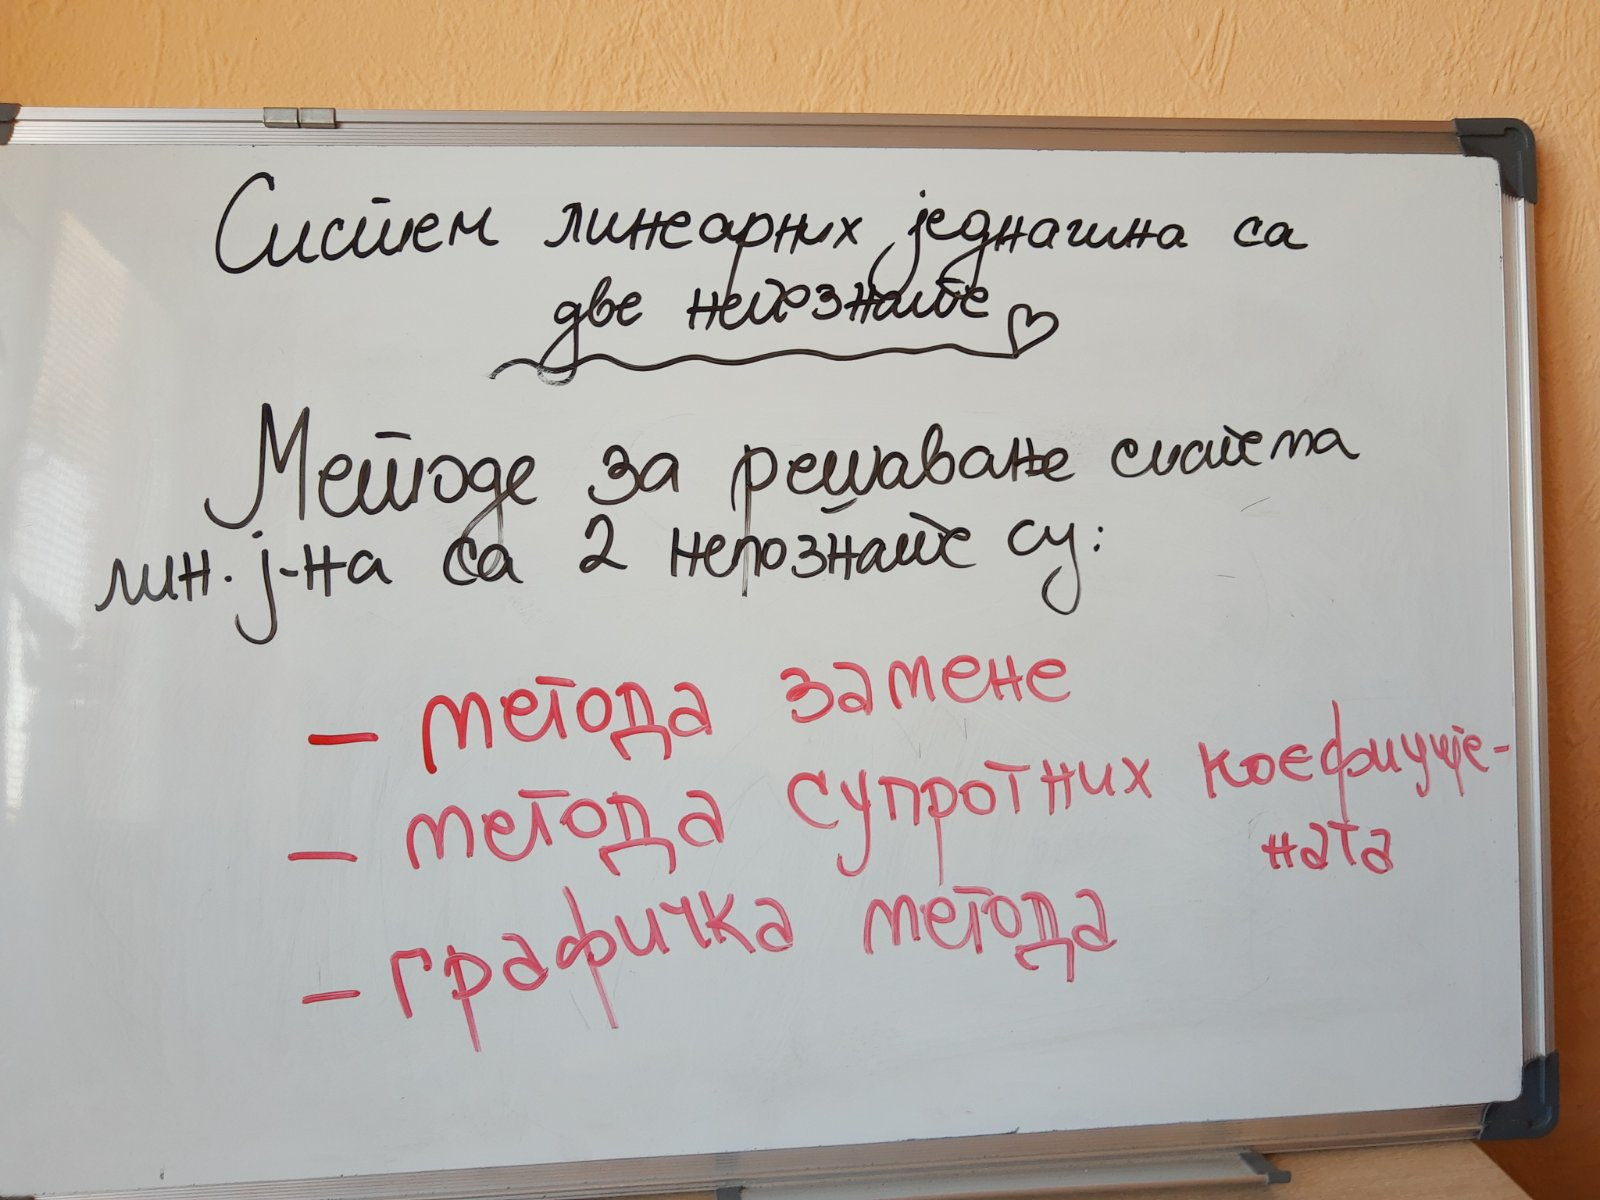 Систем линеарних једначина са
две непознате
Методе за решавање система
лин. ј-на са 2 непознате су:
- метода замене
- метода супротних коефицује-
ната
- графичка метода